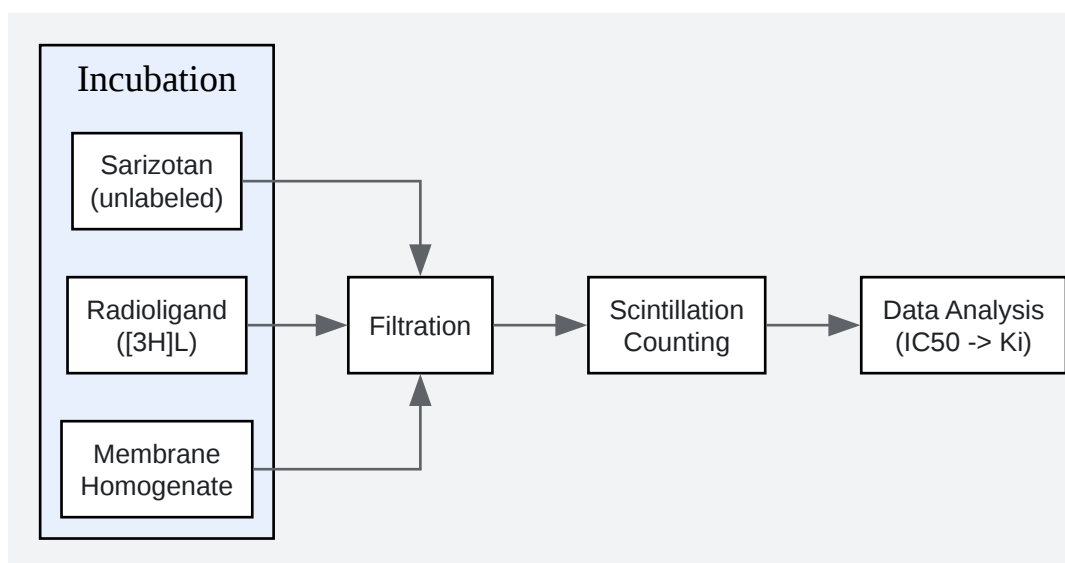 Incubation
Sarizotan
(unlabeled)
Radioligand
([3H]L)
Membrane
Homogenate
Filtration
Scintillation
Counting
Data Analysis
(IC50 -> Ki)